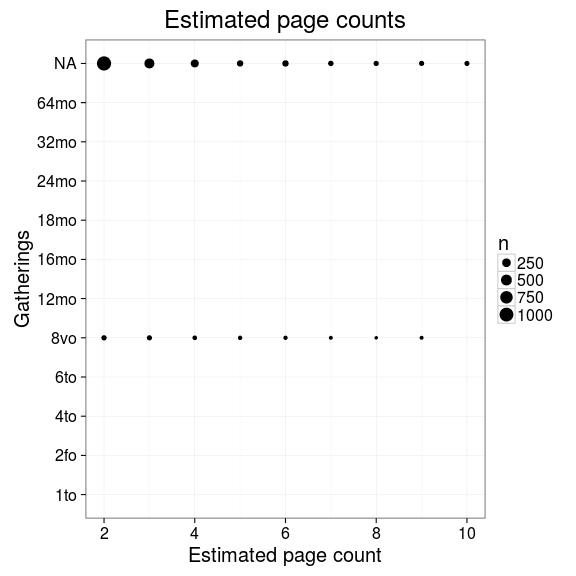 Estimated page counts
NA
64mo
32mo
24mo
18mo
16mo
12mo
8vo
6to
4to
2fo
1to
Gatherings
2 4 6 8 10
Estimated page count
n
250
500
750
1000